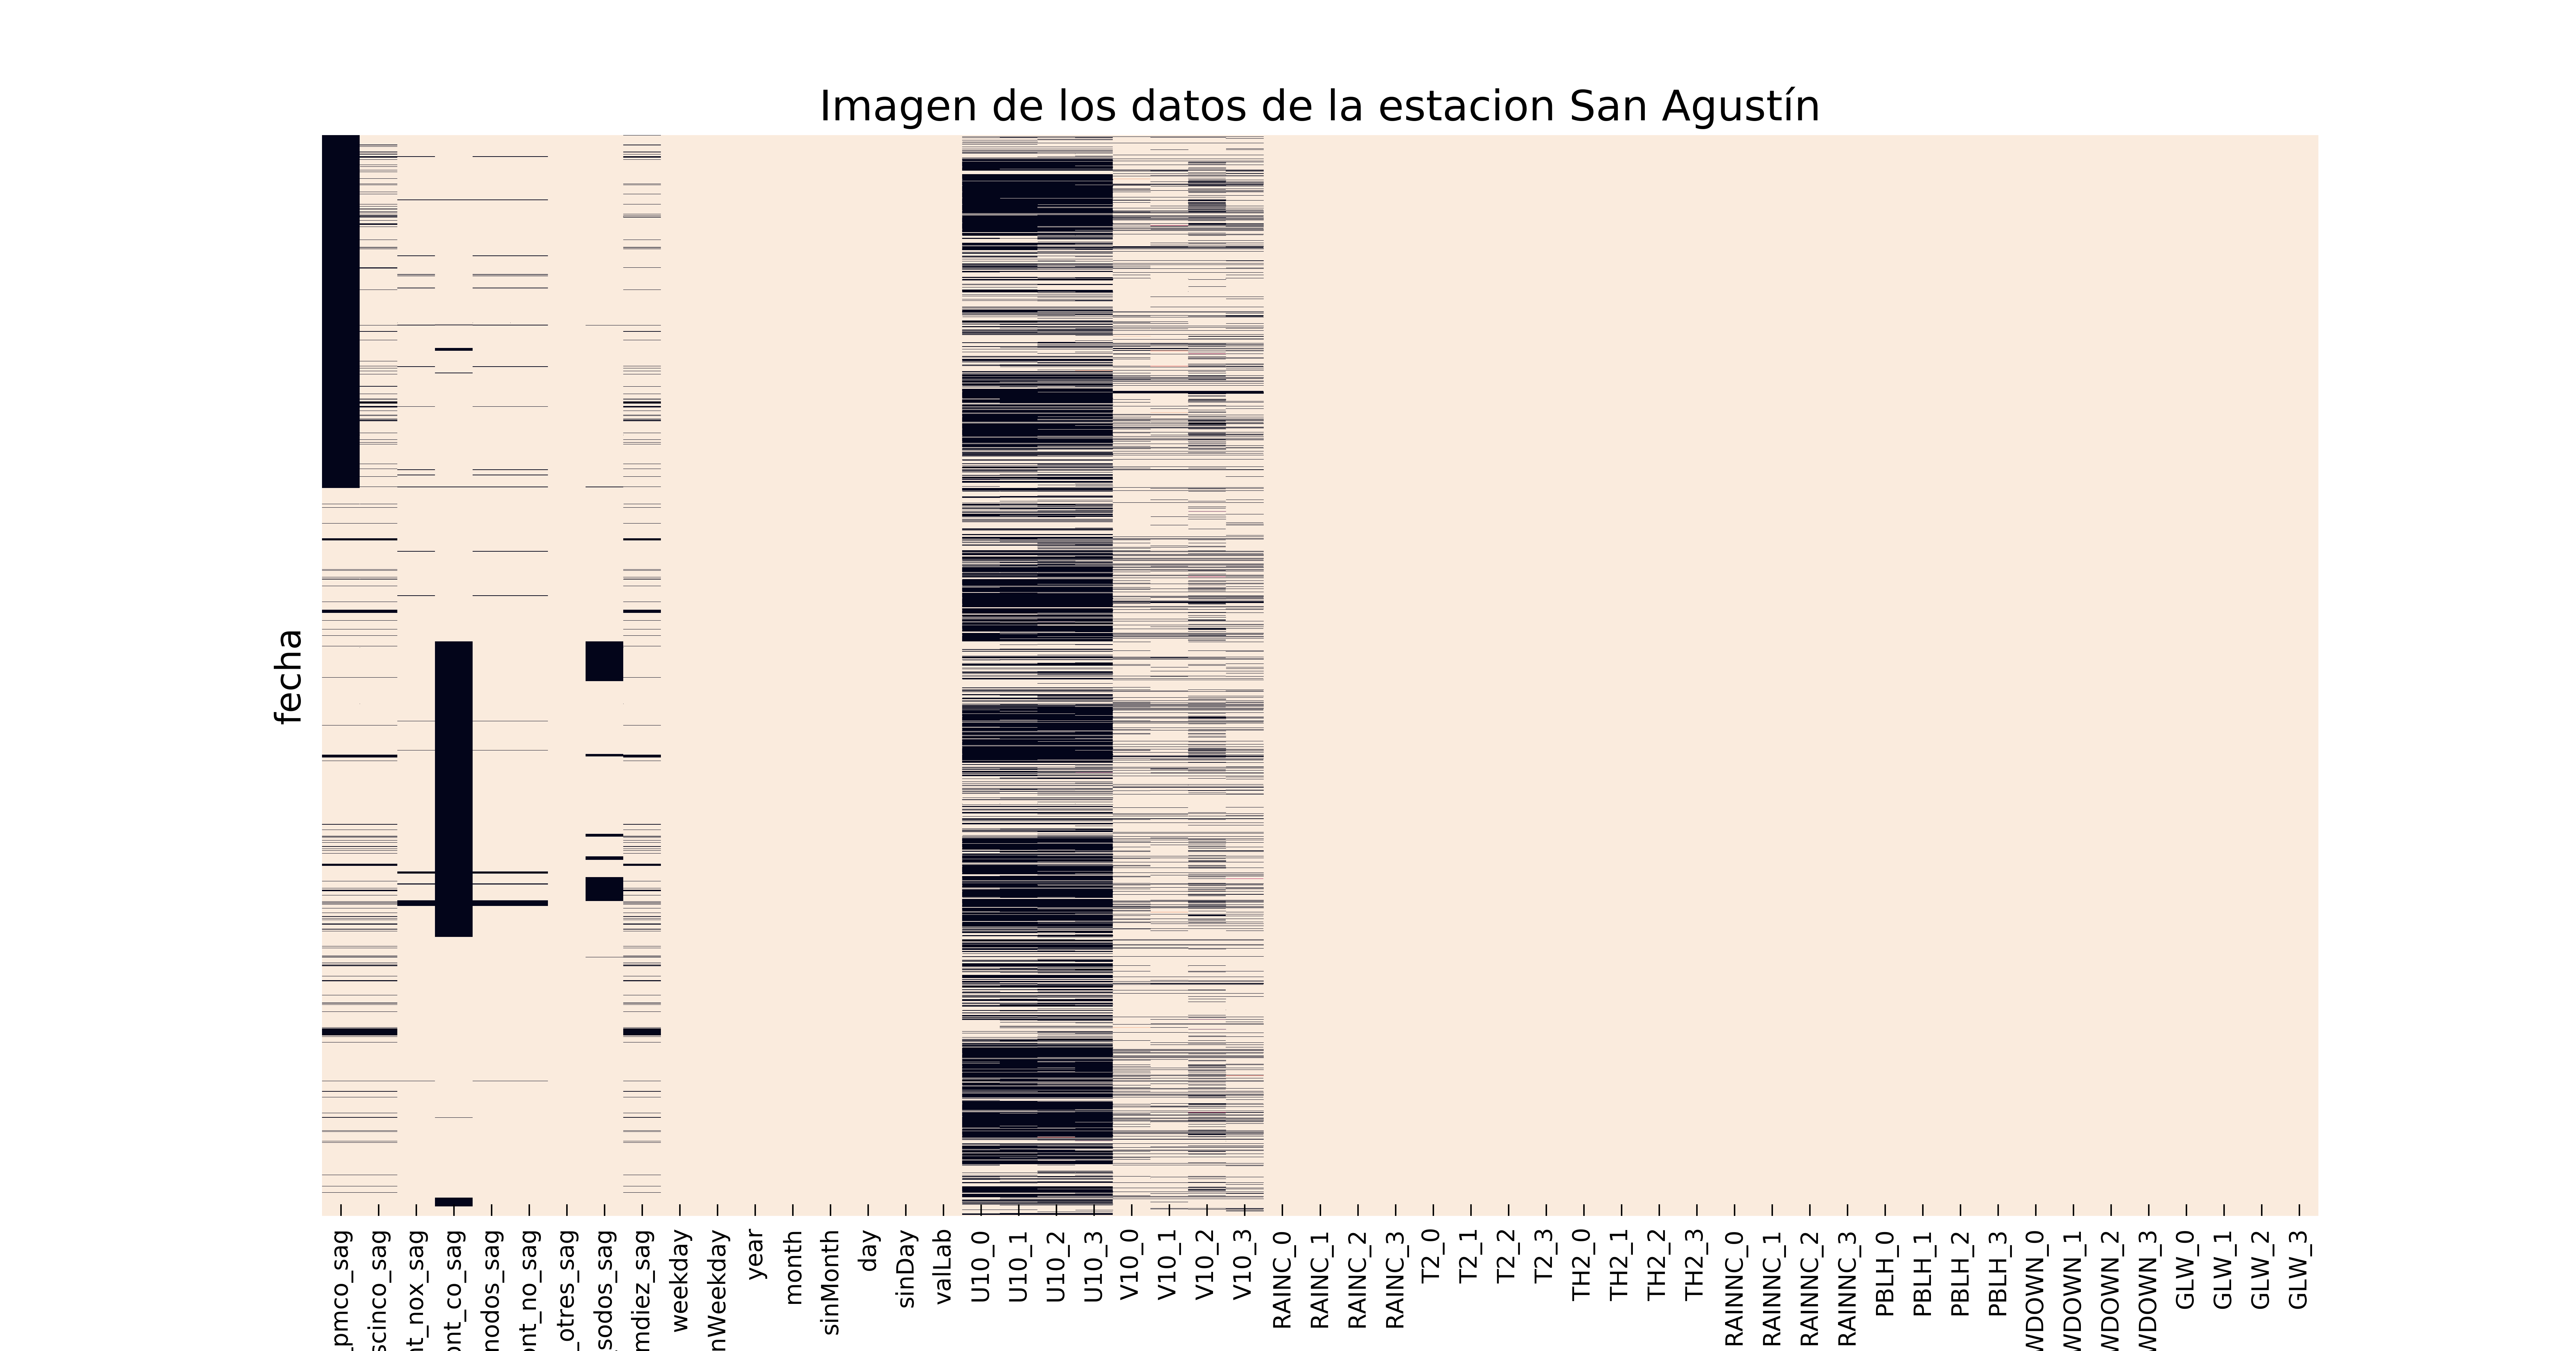 Imagen de los datos de la estacion San Agustín
fecha
_pmco_sag
scinco_sag
nt_nox_sag
ont_co_sag
nodos_sag
ont_no_sag
_otres_sag
sodos_sag
mdiez_sag
weekday
nWeekday
year
month
sinMonth
day
sinDay
valLab
U10_0
U10_1
U10_2
U10_3
V10_0
V10_1
V10_2
V10_3
RAINC_0
RAINC_1
RAINC_2
RAINC_3
T2_0
T2_1
T2_2
T2_3
TH2_0
TH2_1
TH2_2
TH2_3
RAINNC_0
RAINNC_1
RAINNC_2
RAINNC_3
PBLH_0
PBLH_1
PBLH_2
PBLH_3
WDOWN_0
WDOWN_1
WDOWN_2
WDOWN_3
GLW_0
GLW_1
GLW_2
GLW_3